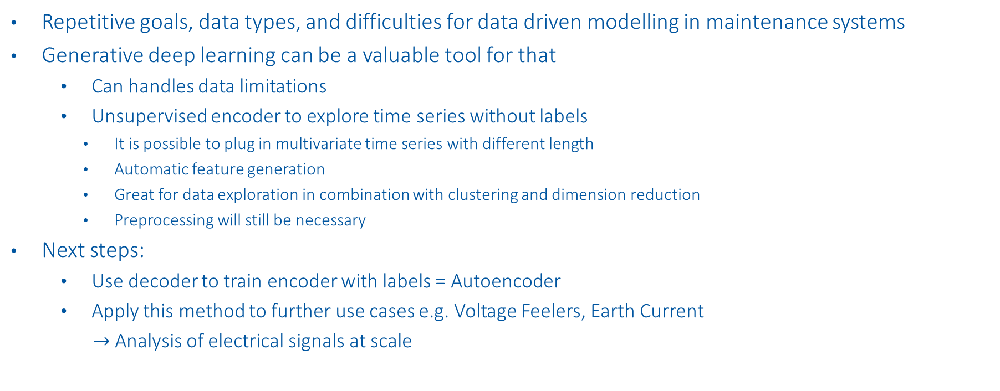 • Repetitive goals, data types, and difficulties for data driven modelling in maintenance systems
• Generative deep learning can be a valuable tool for that
• Can handles data limitations
• Unsupervised encoder to explore time series without labels
• It is possible to plug in multivariate time series with different length
• Automatic feature generation
• Great for data exploration in combination with clustering and dimension reduction
• Preprocessing will still be necessary
• Next steps:
• Use decoder to train encoder with labels = Autoencoder
• Apply this method to further use cases e.g. Voltage Feelers, Earth Current
→ Analysis of electrical signals at scale